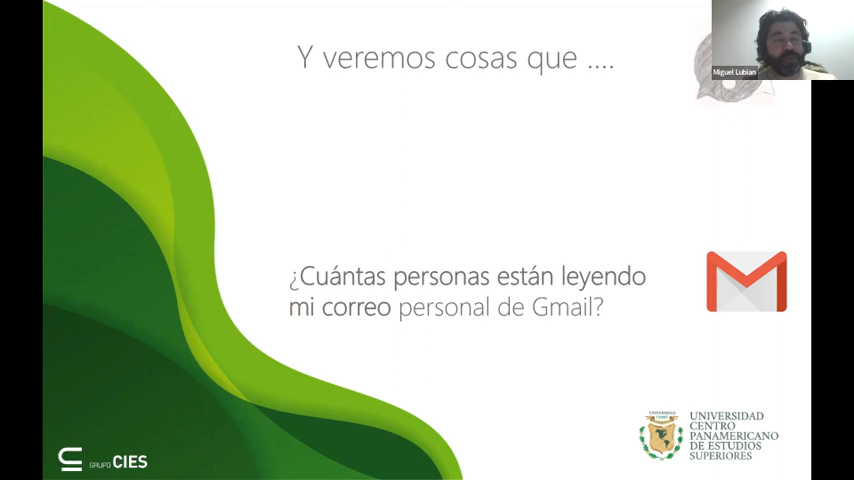 Y veremos cosas que ....
Miguel Lubian
¿Cuántas personas están leyendo
mi correo personal de Gmail?
GRUPO CIES
UNIVERSIDAD
CENTRO
PANAMERICANO
DE ESTUDIOS
SUPERIORES